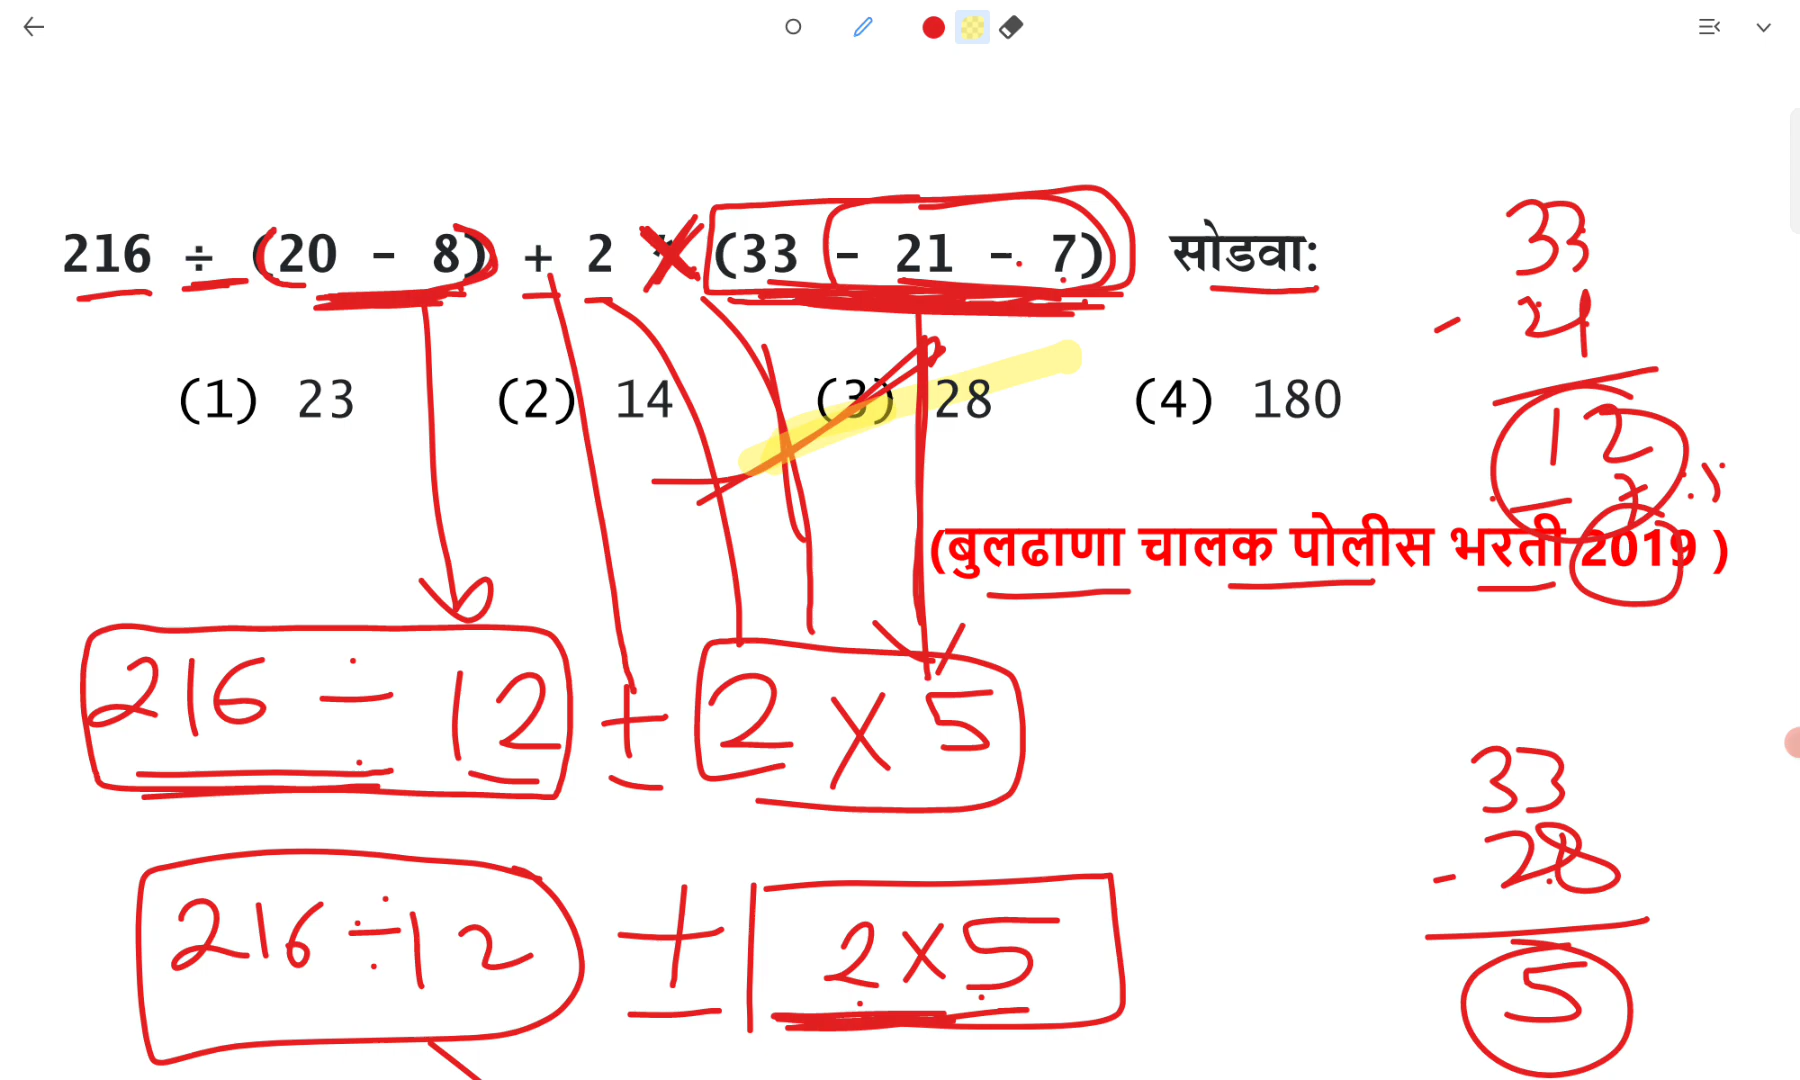 216 ÷ (20 - 8) + 2 × (33 - 21 - 7) सोडवा:
(1) 23 (2) 14 (3) 28 (4) 180
(बुलढाणा चालक पोलीस भरती 2019 )
33
- 21
12
7
216 ÷ 12 + 2 × 5
216 ÷ 12 + 2 × 5
33
- 28
5